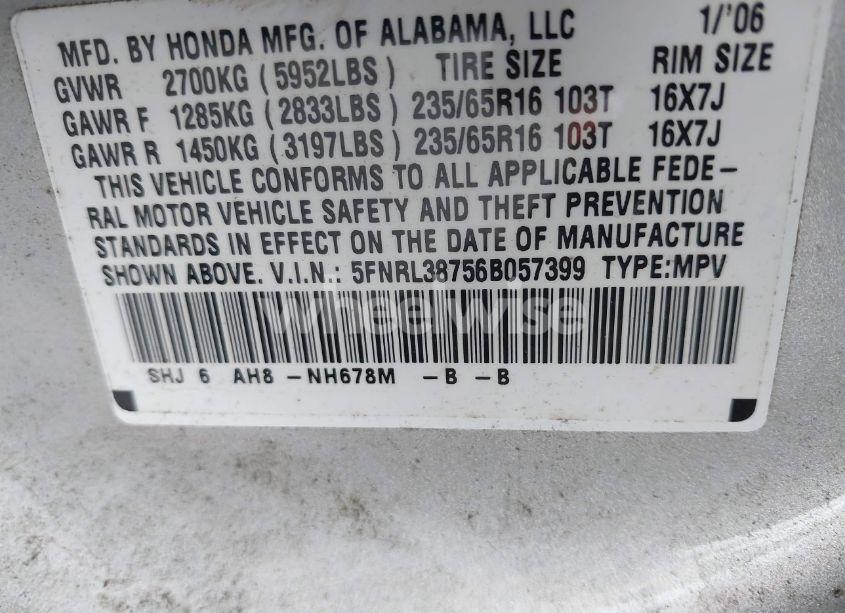 MFD. BY HONDA MFG. OF ALABAMA, LLC 1/'06
GVWR 2700KG (5952LBS) TIRE SIZE RIM SIZE
GAWR F 1285KG (2833LBS) 235/65R16 103T 16X7J
GAWR R 1450KG (3197LBS) 235/65R16 103T 16X7J
THIS VEHICLE CONFORMS TO ALL APPLICABLE FEDE-
RAL MOTOR VEHICLE SAFETY AND THEFT PREVENTION
STANDARDS IN EFFECT ON THE DATE OF MANUFACTURE
SHOWN ABOVE. V.I.N.: 5FNRL38756B057399 TYPE:MPV
wheelwise
SHJ 6 AH8 -NH678M -B -B